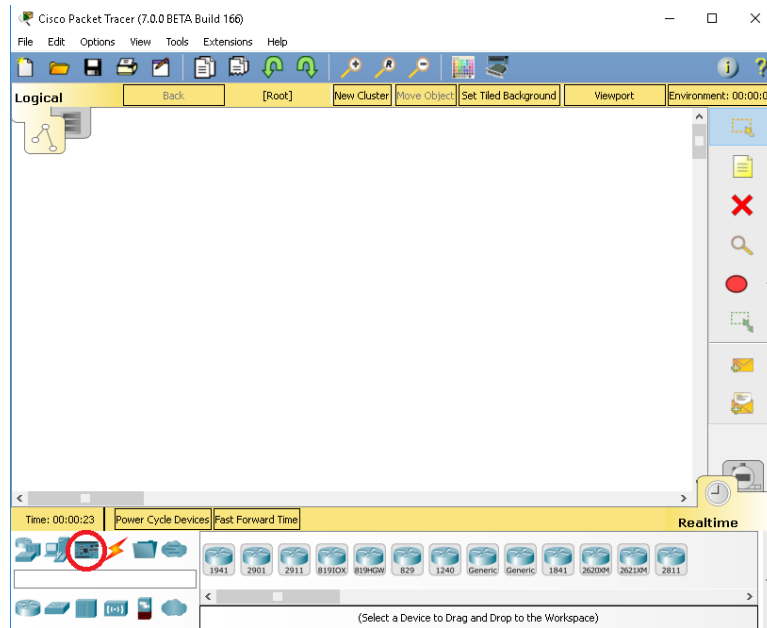 Cisco Packet Tracer (7.0.0 BETA Build 166)
File Edit Options View Tools Extensions Help
Logical Back [Root] New Cluster Move Object Set Tiled Background Viewport Environment: 00:00:0
Time: 00:00:23 Power Cycle Devices Fast Forward Time Realtime
1941 2901 2911 819IOX 819HGW 829 1240 Generic Generic 1841 2620XM 2621XM 2811
(Select a Device to Drag and Drop to the Workspace)